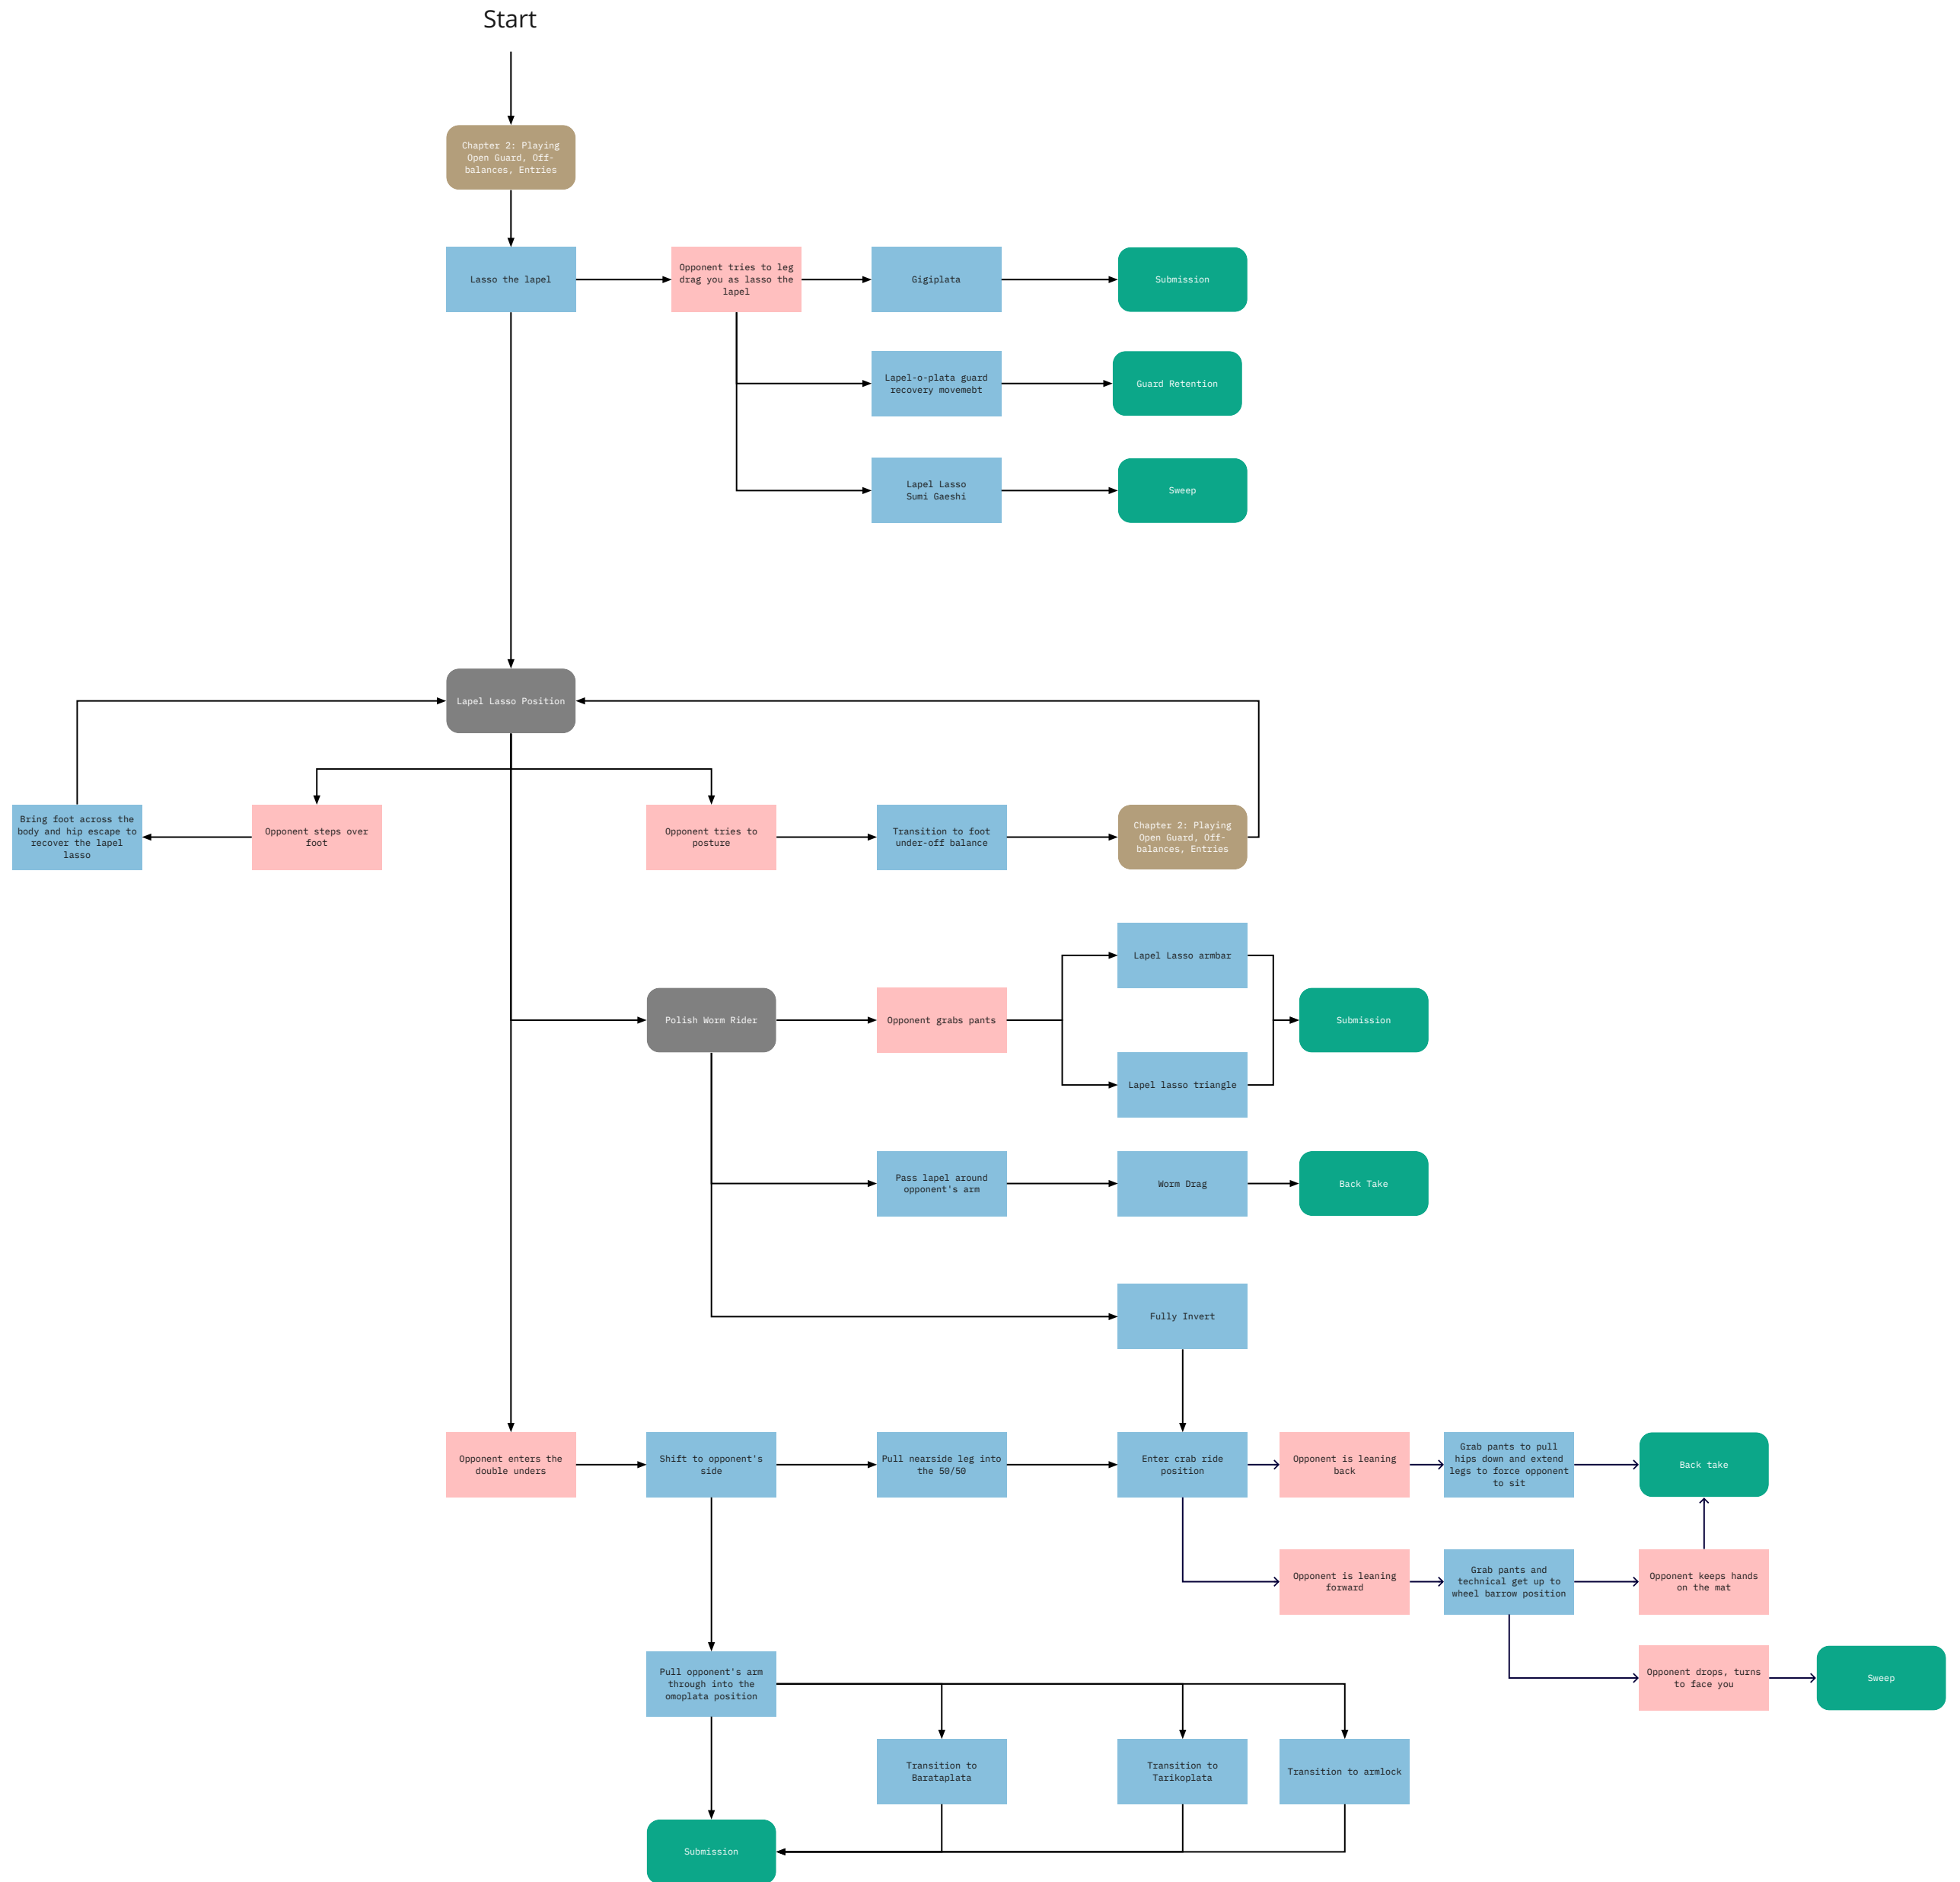 Start
Chapter 2: Playing
Open Guard, Off-
balances, Entries
Lasso the lapel
Opponent tries to leg
drag you as lasso the
lapel
Gigiplata
Submission
Lapel-o-plata guard
recovery movemebt
Guard Retention
Lapel Lasso
Sumi Gaeshi
Sweep
Lapel Lasso Position
Bring foot across the
body and hip escape to
recover the lapel
lasso
Opponent steps over
foot
Opponent tries to
posture
Transition to foot
under-off balance
Chapter 2: Playing
Open Guard, Off-
balances, Entries
Lapel Lasso armbar
Polish Worm Rider
Opponent grabs pants
Submission
Lapel lasso triangle
Pass lapel around
opponent's arm
Worm Drag
Back Take
Fully Invert
Opponent enters the
double unders
Shift to opponent's
side
Pull nearside leg into
the 50/50
Enter crab ride
position
Opponent is leaning
back
Grab pants to pull
hips down and extend
legs to force opponent
to sit
Back take
Opponent is leaning
forward
Grab pants and
technical get up to
wheel barrow position
Opponent keeps hands
on the mat
Pull opponent's arm
through into the
omoplata position
Opponent drops, turns
to face you
Sweep
Transition to
Barataplata
Transition to
Tarikoplata
Transition to armlock
Submission